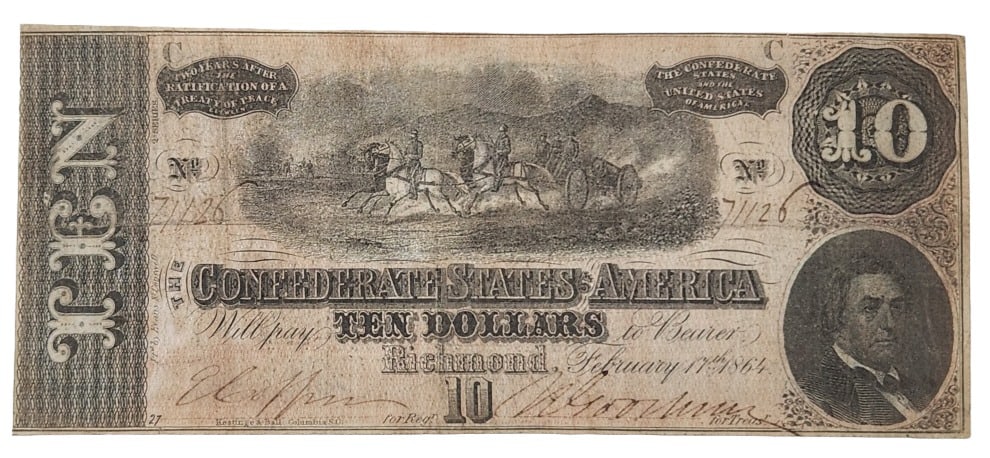 C
C
TWO YEARS AFTER
THE
RATIFICATION OF A
TREATY OF PEACE
BETWEEN
THE CONFEDERATE
STATES
AND THE
UNITED STATES
OF AMERICA,
10
TEN
No
71126
No
71126
THE
CONFEDERATE STATES OF AMERICA
Will pay TEN DOLLARS to Bearer
Richmond, February 17th 1864
10
for Regr.
for Treasr.
27
Keatinge & Ball, Columbia S.C.